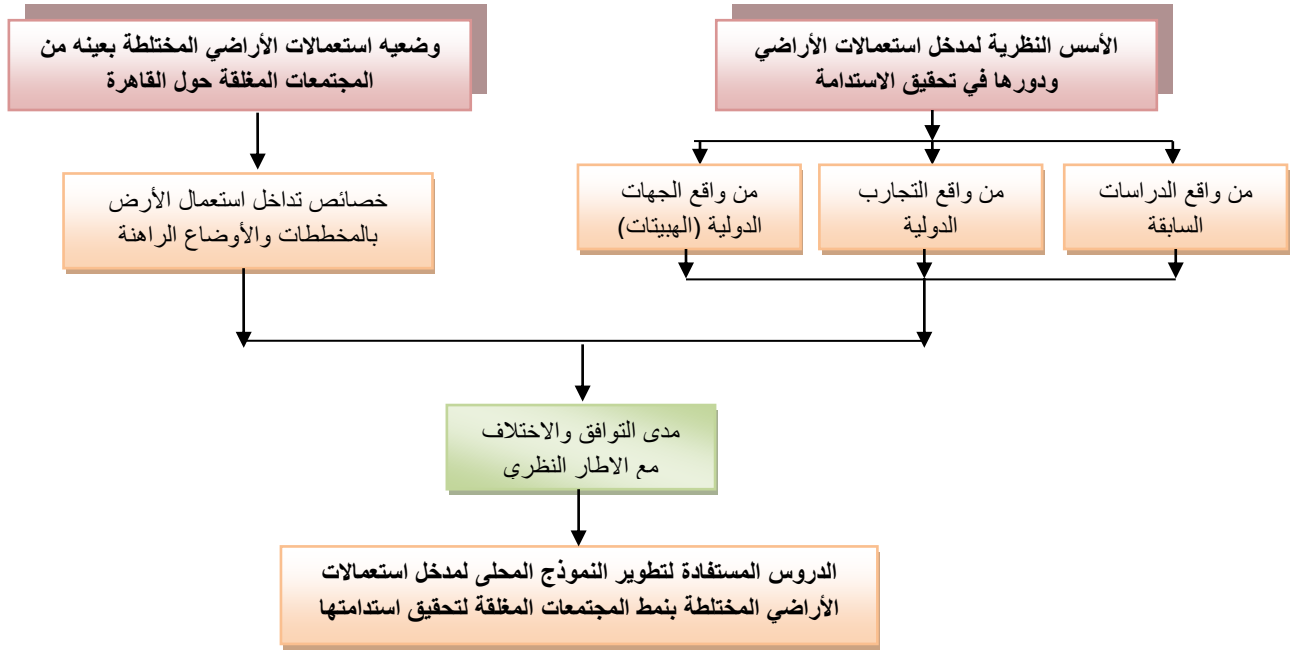 الأسس النظرية لمدخل استعمالات الأراضي
ودورها في تحقيق الاستدامة
وضعيه استعمالات الأراضي المختلطة بعينه من
المجتمعات المغلقة حول القاهرة
من واقع الدراسات
السابقة
من واقع التجارب
الدولية
من واقع الجهات
الدولية (الهبيتات)
خصائص تداخل استعمال الأرض
بالمخططات والأوضاع الراهنة
مدى التوافق والاختلاف
مع الاطار النظري
الدروس المستفادة لتطوير النموذج المحلى لمدخل استعمالات
الأراضي المختلطة بنمط المجتمعات المغلقة لتحقيق استدامتها